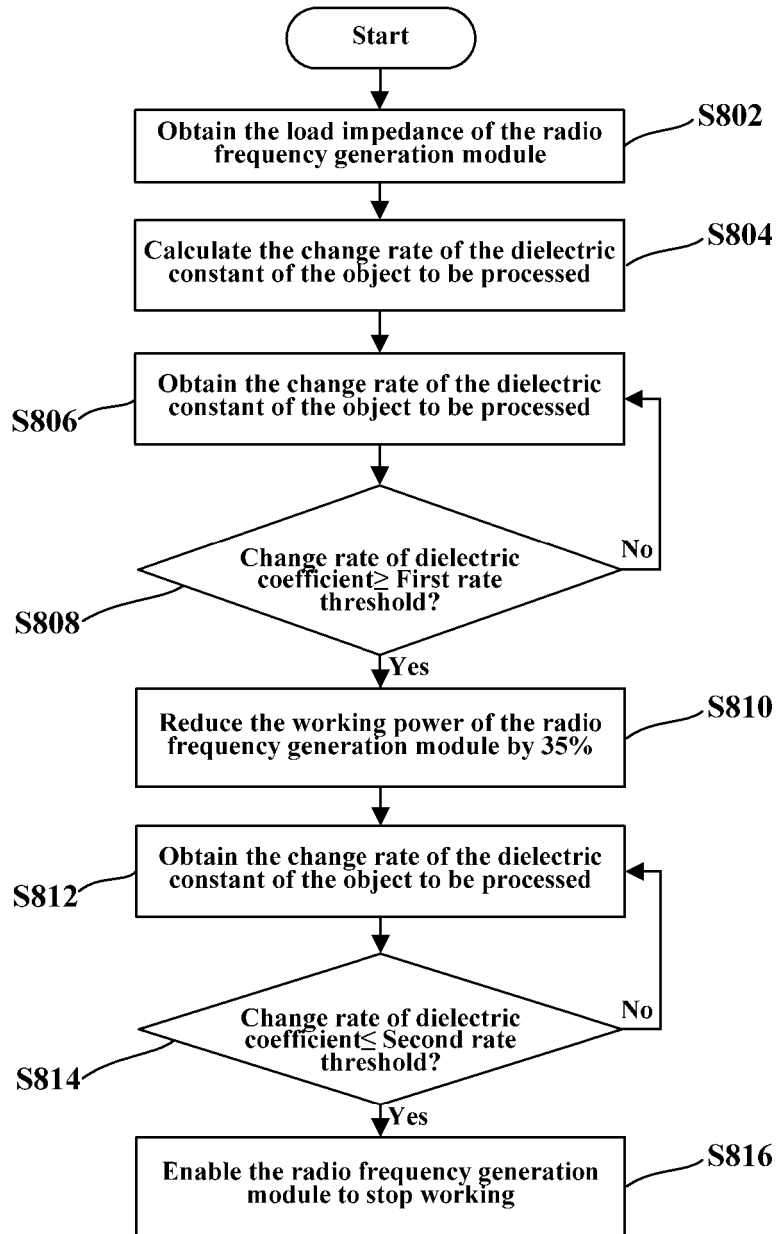 Start
S802
Obtain the load impedance of the radio
frequency generation module
S804
Calculate the change rate of the dielectric
constant of the object to be processed
Obtain the change rate of the dielectric
constant of the object to be processed
S806
No
Change rate of dielectric
coefficient≥ First rate
threshold?
S808
Yes
S810
Reduce the working power of the radio
frequency generation module by 35%
Obtain the change rate of the dielectric
constant of the object to be processed
S812
No
Change rate of dielectric
coefficient≤ Second rate
threshold?
S814
Yes
S816
Enable the radio frequency generation
module to stop working